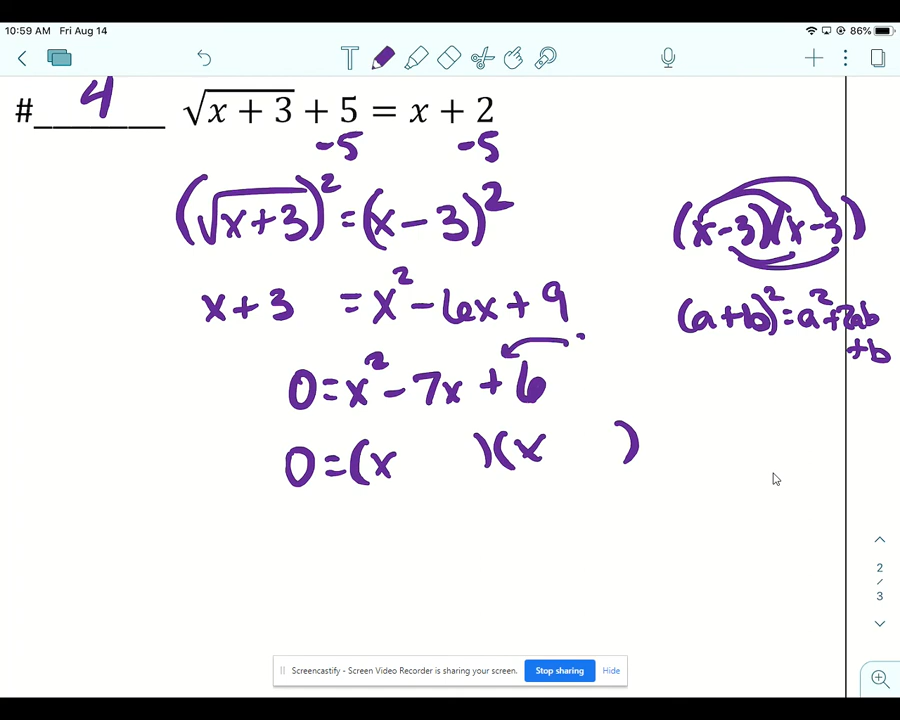 10:59 AM Fri Aug 14 86%
T
# 4 √x + 3 + 5 = x + 2
-5 -5
(√x+3)² = (x-3)²
(x-3)(x-3)
x+3 = x² - 6x + 9
(a+b)² = a² + 2ab
+b
0 = x² - 7x + 6
0 = (x )(x )
2
/
3
Screencastify - Screen Video Recorder is sharing your screen. Stop sharing Hide